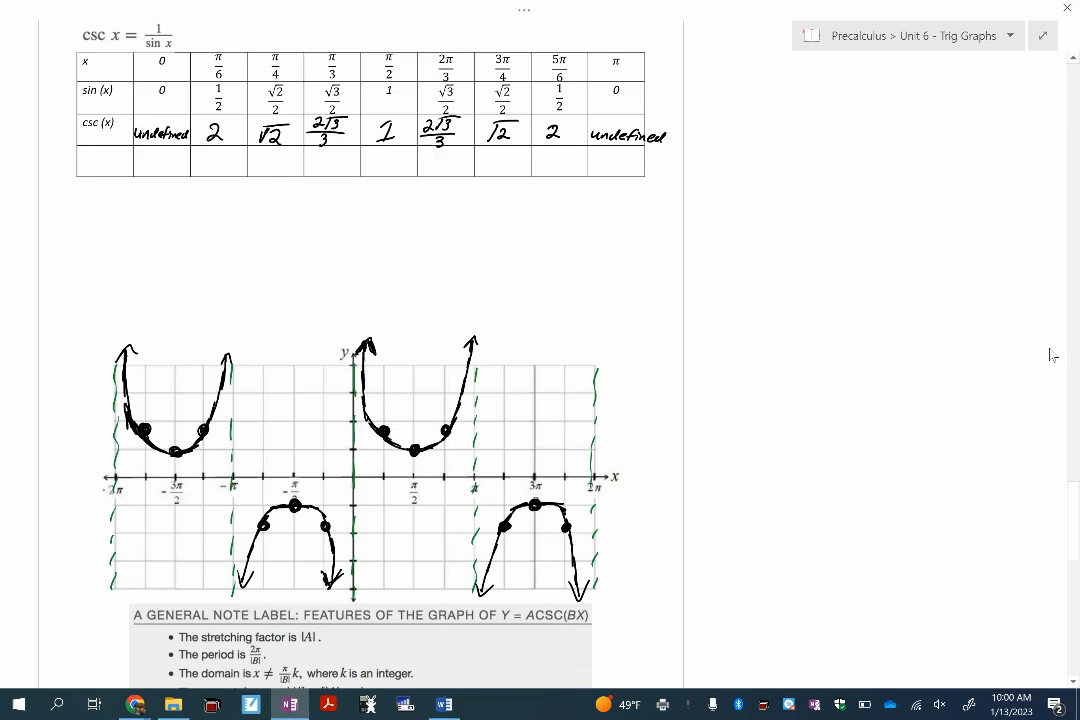 csc x = 1/sin x
Precalculus > Unit 6 - Trig Graphs
x 0 π/6 π/4 π/3 π/2 2π/3 3π/4 5π/6 π
sin (x) 0 1/2 √2/2 √3/2 1 √3/2 √2/2 1/2 0
csc (x) undefined 2 √2 2√3/3 1 2√3/3 √2 2 undefined
y
x
-2π -3π/2 -π -π/2 π/2 π 3π 2π
A GENERAL NOTE LABEL: FEATURES OF THE GRAPH OF Y = ACSC(BX)
• The stretching factor is |A|.
• The period is 2π/|B|.
• The domain is x ≠ π/|B| k, where k is an integer.
49°F
10:00 AM
1/13/2023
2